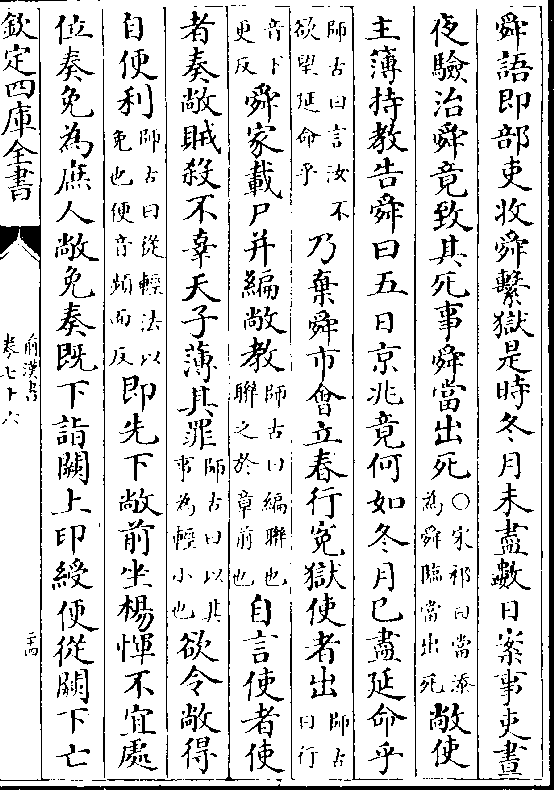 舜語即部吏收舜繫獄是時冬月未盡數日案事吏晝
夜驗治舜竟致其死事舜當出死○宋祁曰當添為舜臨當出死敞使
主簿持教告舜曰五日京兆竟何如冬月已盡延命乎
師古曰言汝不欲望延命乎乃棄舜市會立春行冤獄使者出師古曰行
音下更反舜家載尸并編敞教師古曰編聯也聯之於章前也自言使者使
者奏敞賊殺不辜天子薄其罪師古曰以其事為輕小也欲令敞得
自便利師古曰從輕法以免也便音頻面反即先下敞前坐楊惲不宜處
位奏免為庶人敞免奏既下詣闕上印綬便從闕下亡
欽定四庫全書
前漢書
卷七十六
二十四